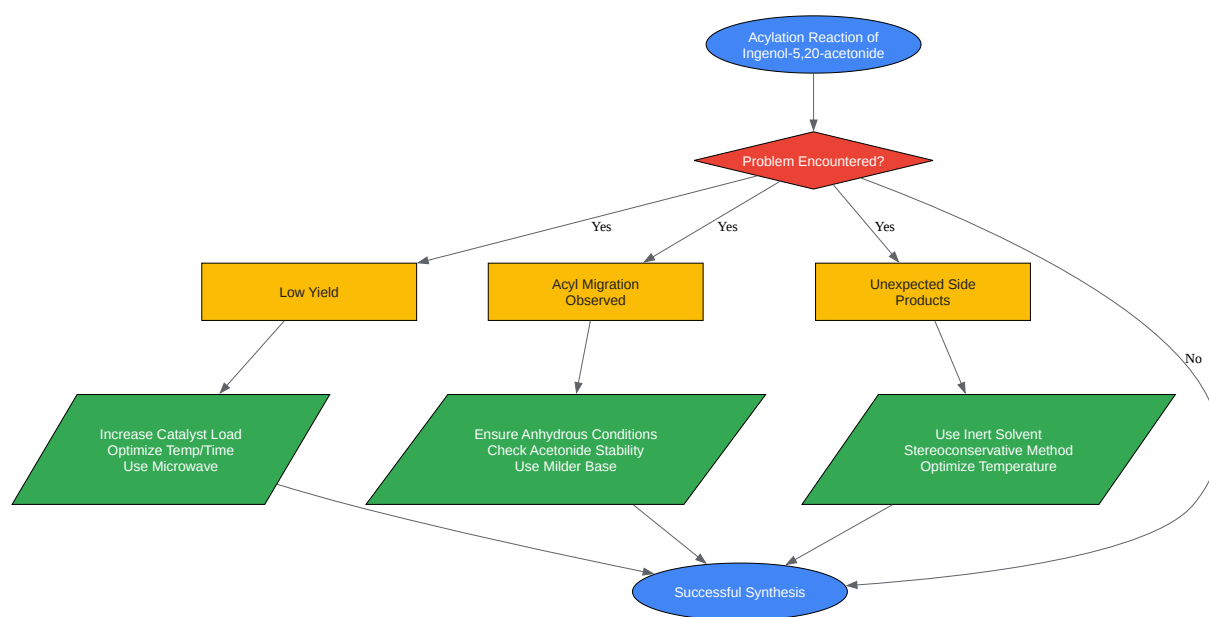 Acylation Reaction of
Ingenol-5,20-acetonide
Problem Encountered?
Yes
Yes
Yes
No
Low Yield
Acyl Migration
Observed
Unexpected Side
Products
Increase Catalyst Load
Optimize Temp/Time
Use Microwave
Ensure Anhydrous Conditions
Check Acetonide Stability
Use Milder Base
Use Inert Solvent
Stereoconservative Method
Optimize Temperature
Successful Synthesis